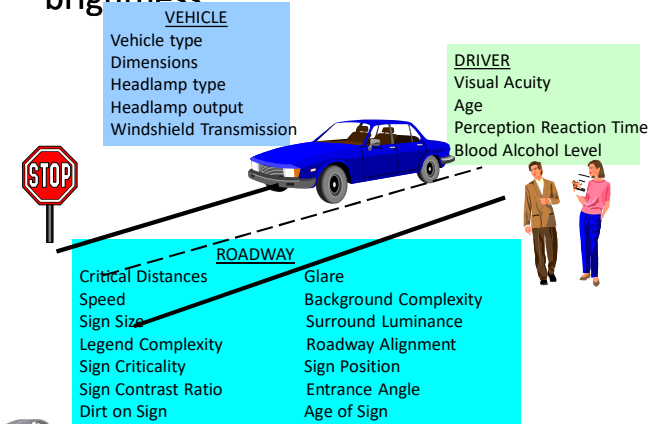 brightness
VEHICLE
Vehicle type
Dimensions
Headlamp type
Headlamp output
Windshield Transmission
DRIVER
Visual Acuity
Age
Perception Reaction Time
Blood Alcohol Level
STOP
ROADWAY
Critical Distances
Speed
Sign Size
Legend Complexity
Sign Criticality
Sign Contrast Ratio
Dirt on Sign
Glare
Background Complexity
Surround Luminance
Roadway Alignment
Sign Position
Entrance Angle
Age of Sign